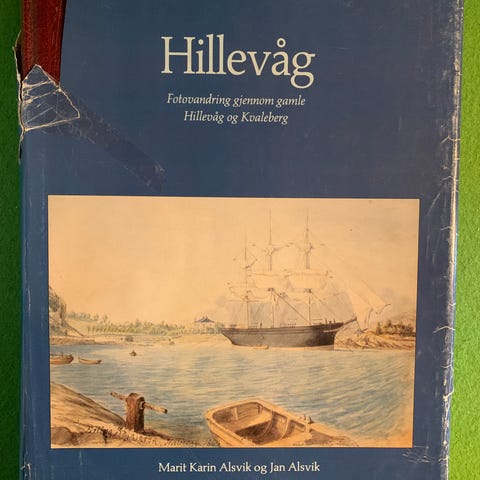 Hillevåg
Fotovandring gjennom gamle
Hillevåg og Kvaleberg
Marit Karin Alsvik og Jan Alsvik